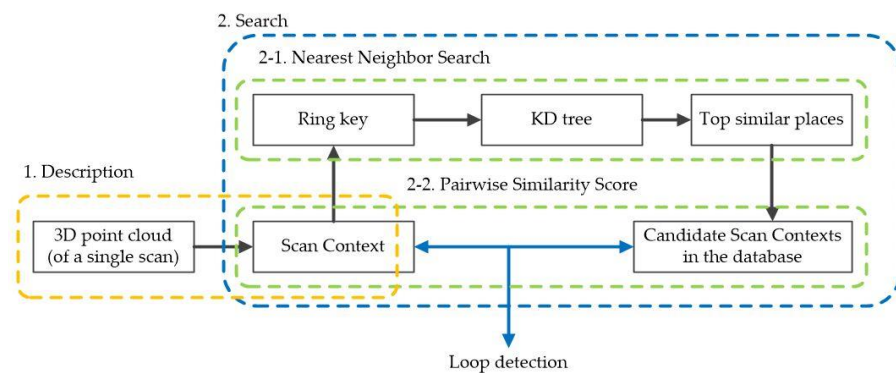 2. Search
2-1. Nearest Neighbor Search
Ring key
KD tree
Top similar places
1. Description
2-2. Pairwise Similarity Score
3D point cloud
(of a single scan)
Scan Context
Candidate Scan Contexts
in the database
Loop detection